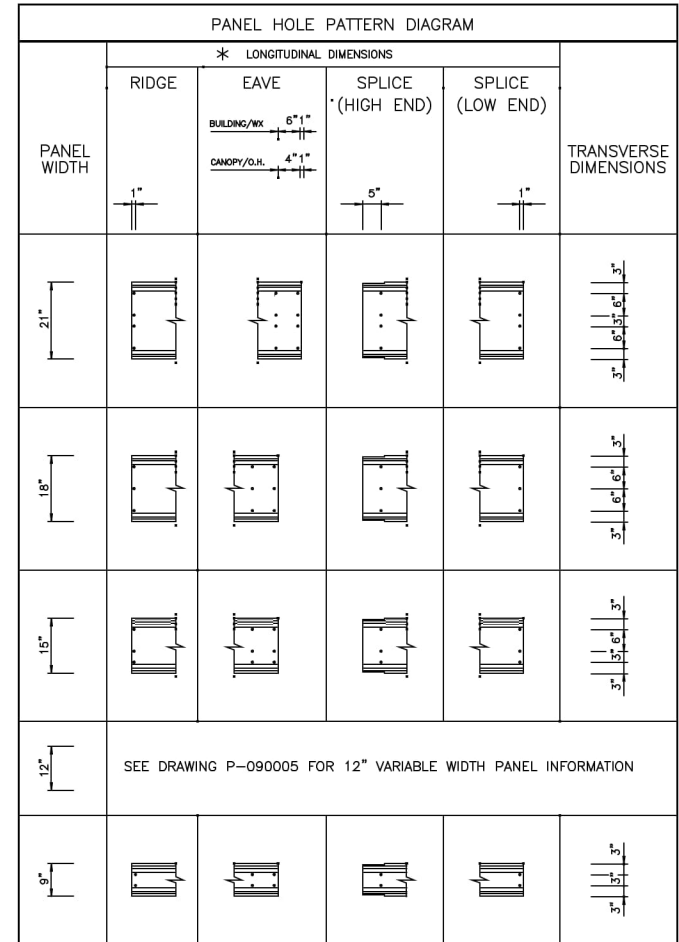 PANEL HOLE PATTERN DIAGRAM
* LONGITUDINAL DIMENSIONS
PANEL
WIDTH
RIDGE
1"
EAVE
BUILDING/WX 6" 1"
CANOPY/O.H. 4" 1"
SPLICE
(HIGH END)
5"
SPLICE
(LOW END)
1"
TRANSVERSE
DIMENSIONS
21"
3"
6"
3"
6"
3"
18"
3"
6"
6"
3"
15"
3"
6"
3"
3"
12"
SEE DRAWING P-090005 FOR 12" VARIABLE WIDTH PANEL INFORMATION
9"
3"
3"
3"